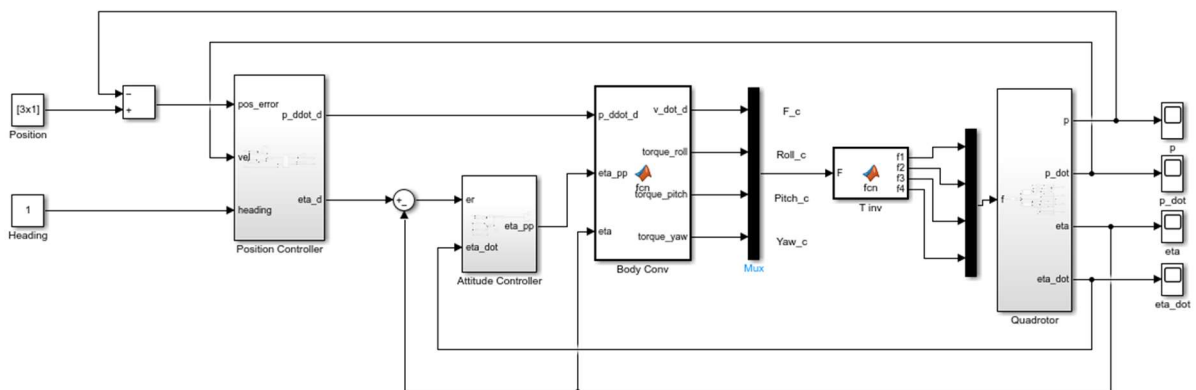 [3x1]
Position
1
Heading
−
+
pos_error
vel
heading
p_ddot_d
eta_d
Position Controller
+
−
er
eta_dot
eta_pp
Attitude Controller
p_ddot_d
eta_pp
eta
fcn
v_dot_d
torque_roll
torque_pitch
torque_yaw
Body Conv
Mux
F_c
Roll_c
Pitch_c
Yaw_c
F
fcn
f1
f2
f3
f4
T inv
f
p
p_dot
eta
eta_dot
Quadrotor
p
p_dot
eta
eta_dot